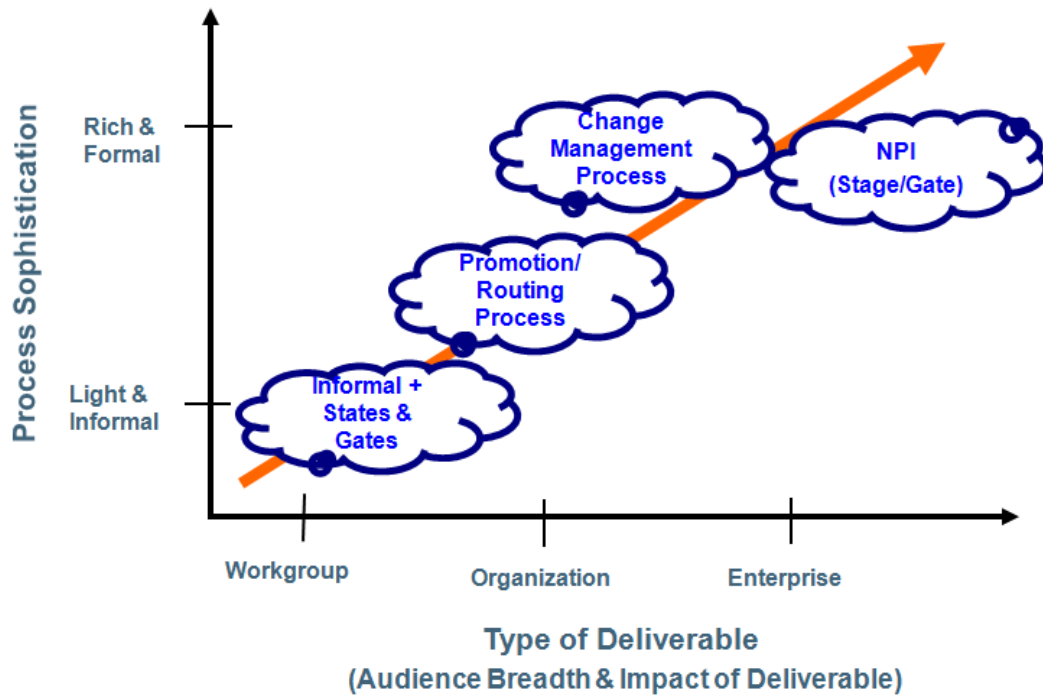 Process Sophistication
Rich &
Formal
Light &
Informal
Change
Management
Process
NPI
(Stage/Gate)
Promotion/
Routing
Process
Informal +
States &
Gates
Workgroup
Organization
Enterprise
Type of Deliverable
(Audience Breadth & Impact of Deliverable)